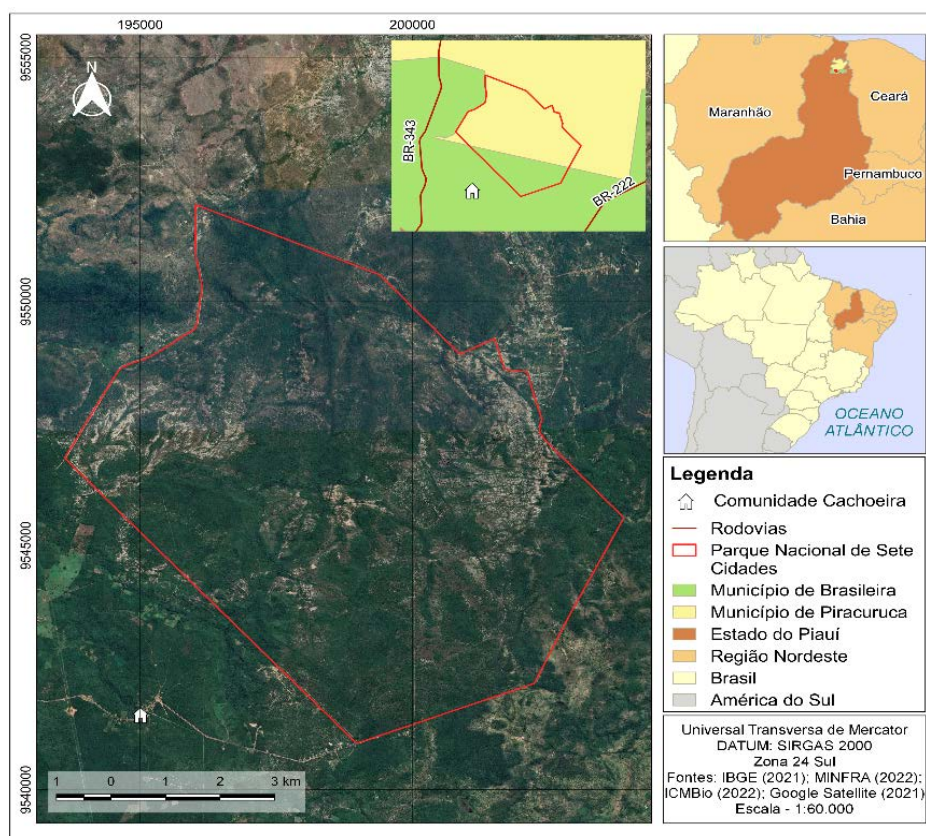 195000
200000
9555000
9550000
9545000
9540000
N
BR-343
BR-222
1 0 1 2 3 km
Maranhão
Ceará
Pernambuco
Bahia
OCEANO
ATLÂNTICO
Legenda
Comunidade Cachoeira
Rodovias
Parque Nacional de Sete
Cidades
Município de Brasileira
Município de Piracuruca
Estado do Piauí
Região Nordeste
Brasil
América do Sul
Universal Transversa de Mercator
DATUM: SIRGAS 2000
Zona 24 Sul
Fontes: IBGE (2021); MINFRA (2022);
ICMBio (2022); Google Satellite (2021)
Escala - 1:60.000